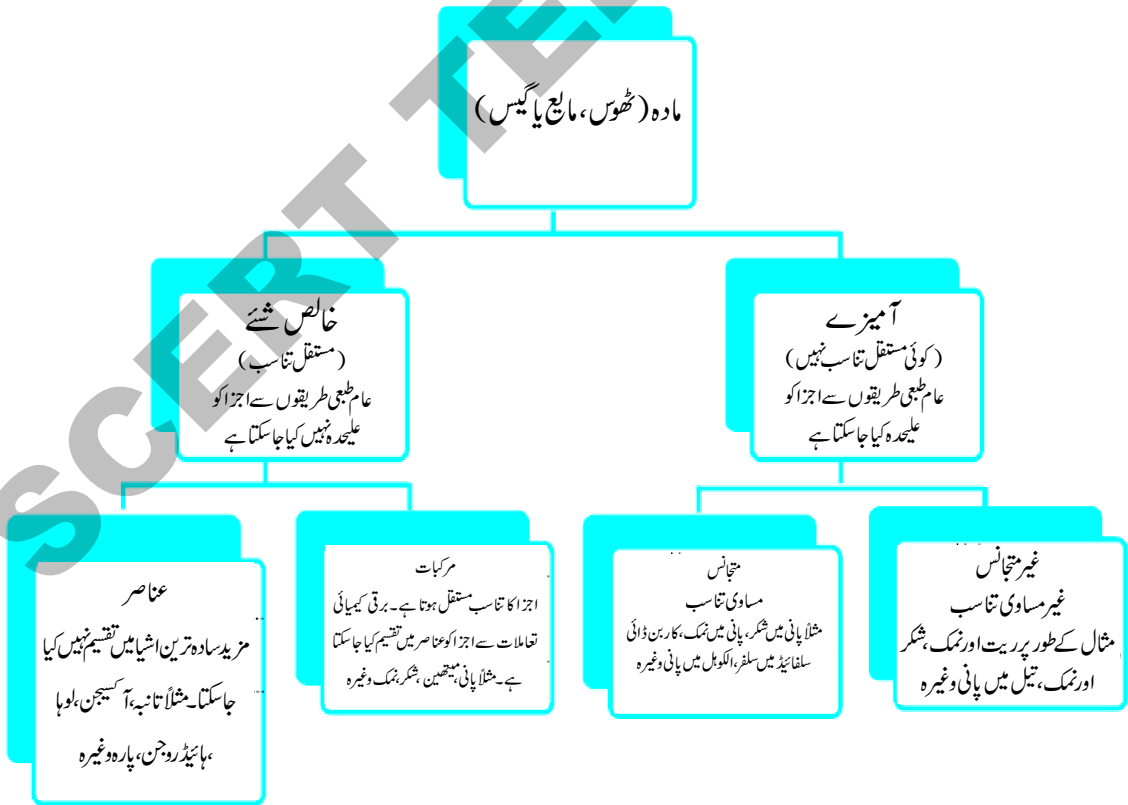 مادہ (ٹھوس، مایع یا گیس)
آمیزے
(کوئی مستقل تناسب نہیں)
عام طبعی طریقوں سے اجزا کو
علیحدہ کیا جاسکتا ہے
خالص شئے
(مستقل تناسب)
عام طبعی طریقوں سے اجزا کو
علیحدہ نہیں کیا جاسکتا ہے
غیر متجانس
غیر مساوی تناسب
مثال کے طور پر ریت اور نمک، شکر
اور نمک، تیل میں پانی وغیرہ
متجانس
مساوی تناسب
مثلاً پانی میں شکر، پانی میں نمک، کاربن ڈائی
سلفائیڈ میں سلفر، الکوہل میں پانی وغیرہ
مرکبات
اجزا کا تناسب مستقل ہوتا ہے۔ برقی کیمیائی
تعاملات سے اجزا کو عناصر میں تقسیم کیا جاسکتا
ہے۔ مثلاً پانی، میتھین، شکر، نمک وغیرہ
عناصر
مزید سادہ ترین اشیا میں تقسیم نہیں کیا
جاسکتا۔ مثلاً تانبہ، آکسیجن، لوہا
،ہائیڈروجن، پارہ وغیرہ
SCERT